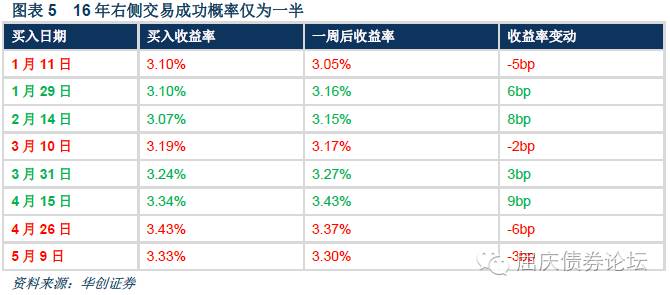 图表 5 16 年右侧交易成功概率仅为一半
买入日期 买入收益率 一周后收益率 收益率变动
1 月 11 日 3.10% 3.05% -5bp
1 月 29 日 3.10% 3.16% 6bp
2 月 14 日 3.07% 3.15% 8bp
3 月 10 日 3.19% 3.17% -2bp
3 月 31 日 3.24% 3.27% 3bp
4 月 15 日 3.34% 3.43% 9bp
4 月 26 日 3.43% 3.37% -6bp
5 月 9 日 3.33% 3.30% -3bp
屈庆债券论坛
资料来源：华创证券